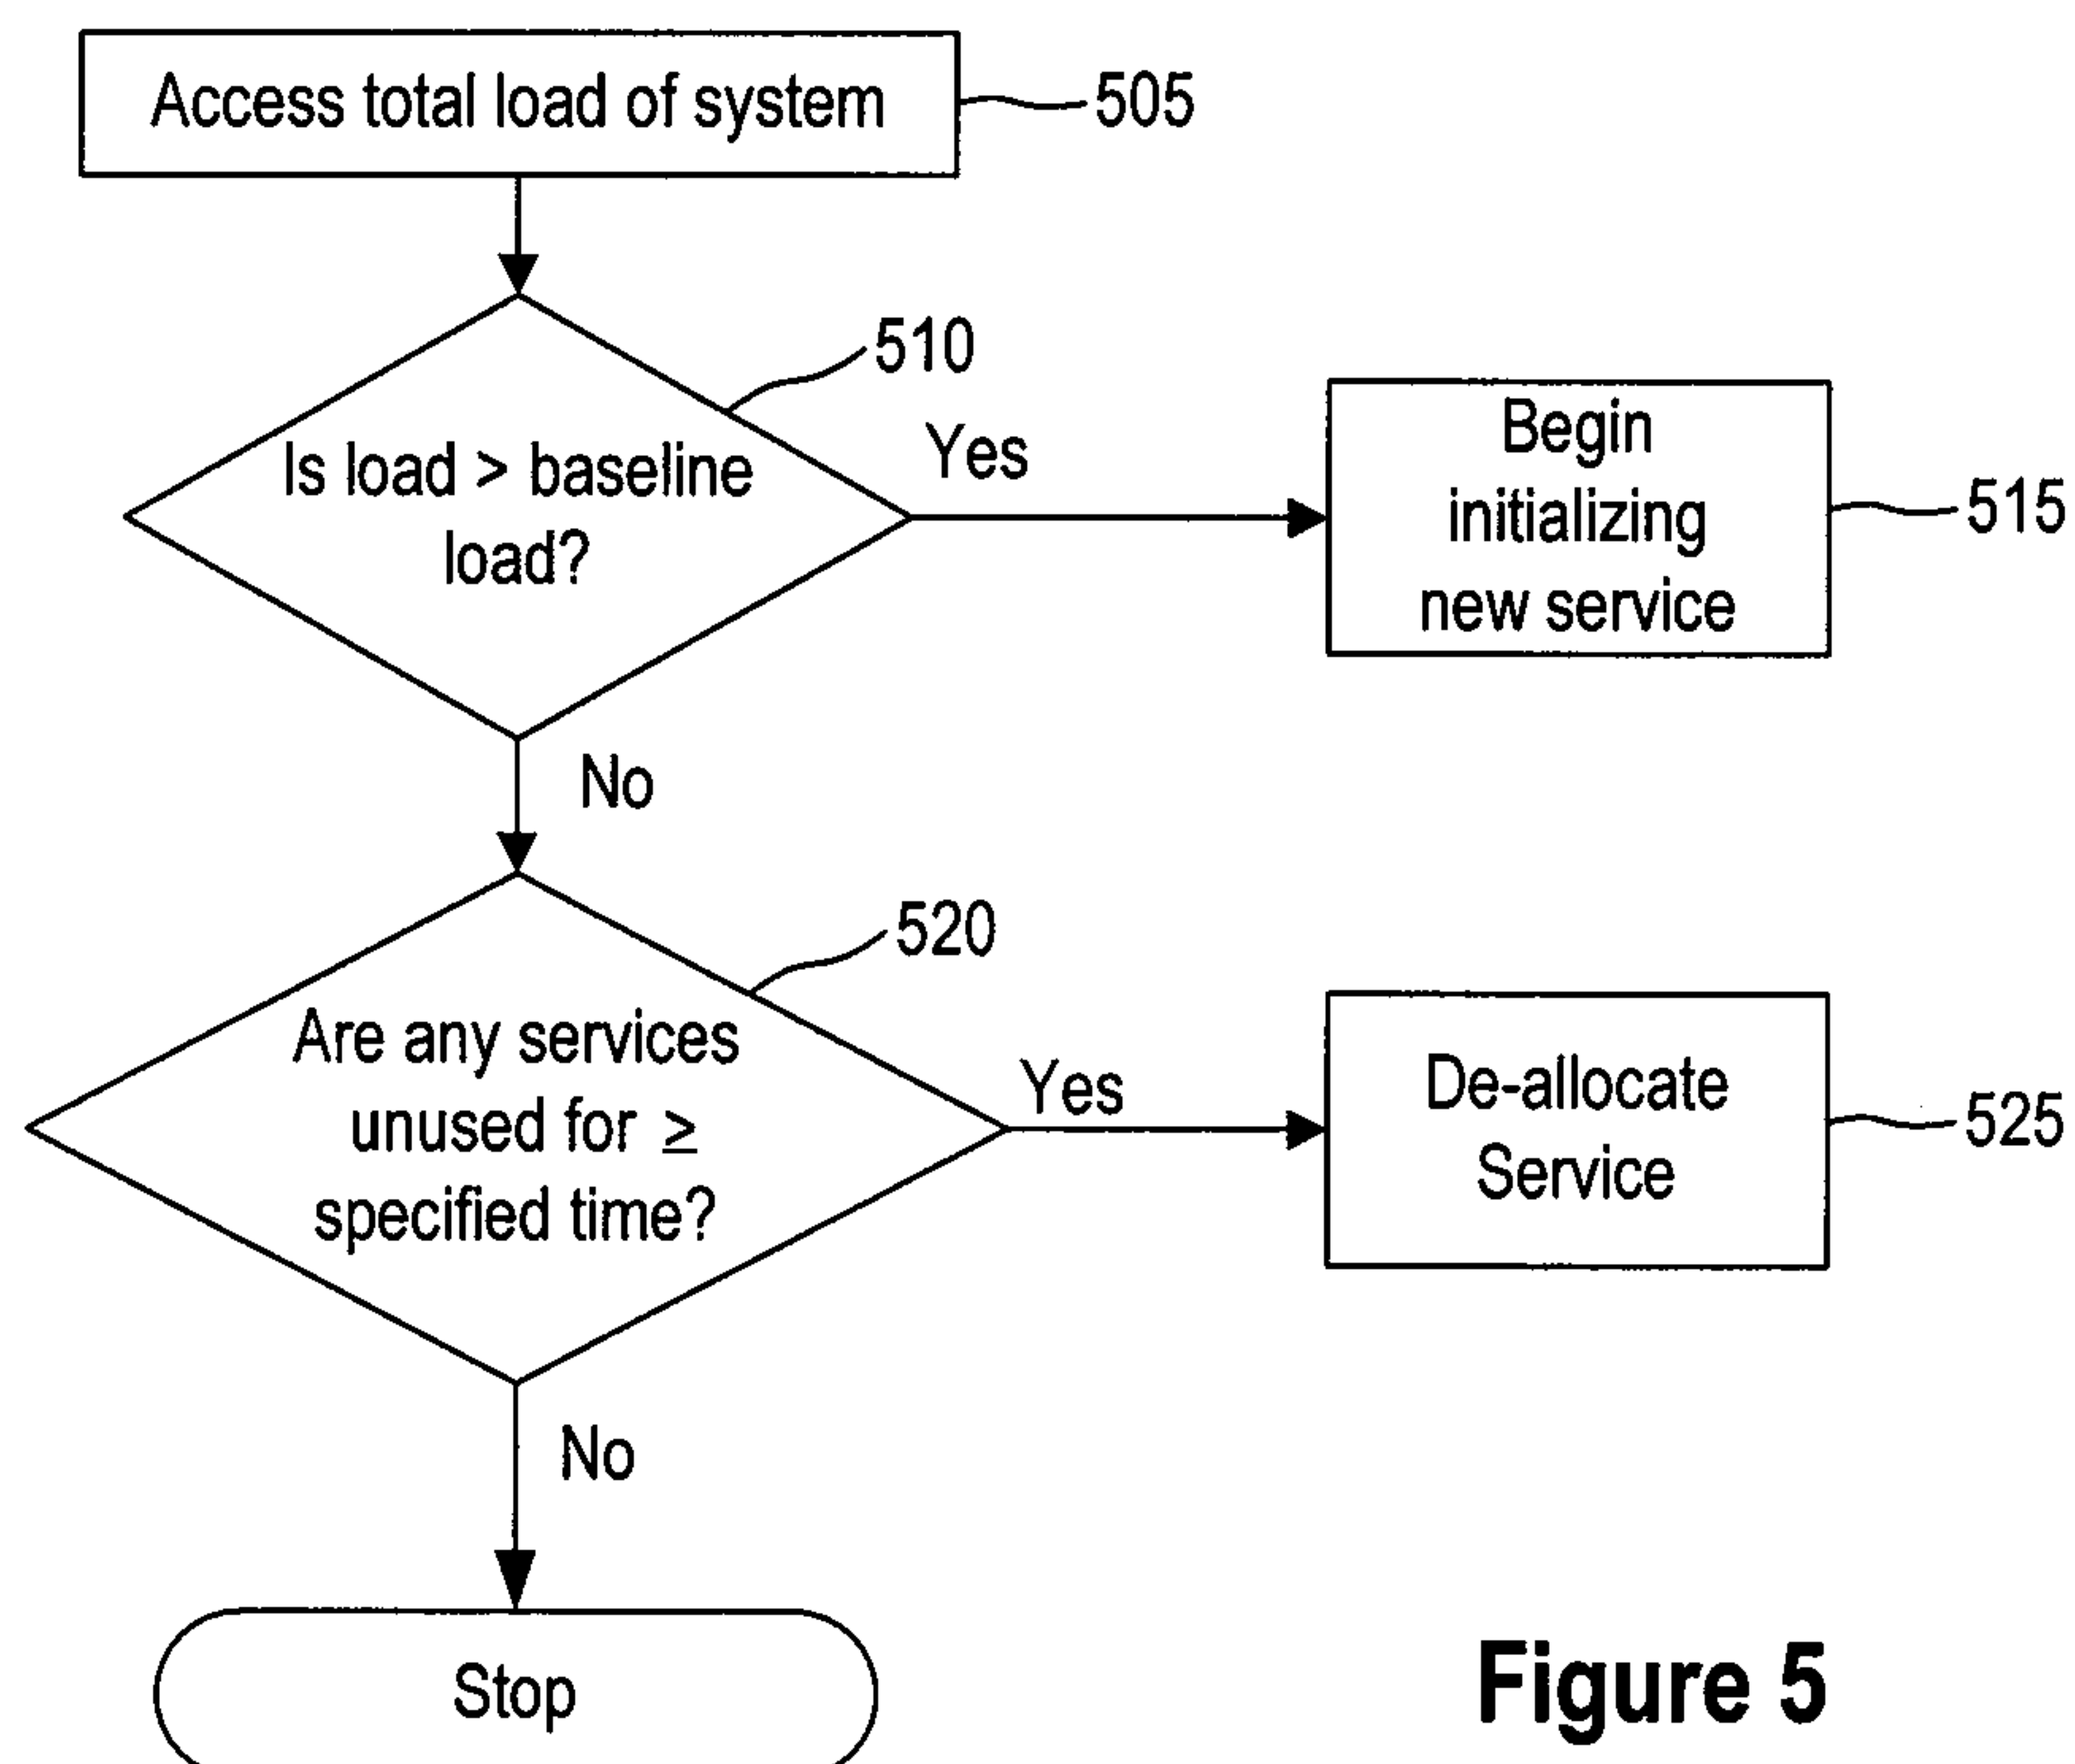 Access total load of system
505
510
Is load > baseline
load?
Yes
Begin
initializing
new service
515
No
520
Are any services
unused for ≥
specified time?
Yes
De-allocate
Service
525
No
Stop
Figure 5